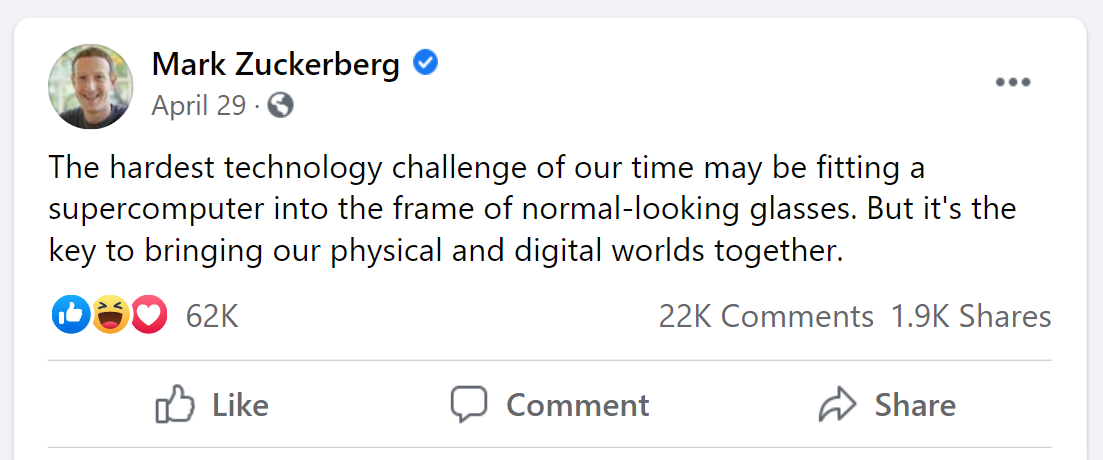 Mark Zuckerberg
April 29 ·
The hardest technology challenge of our time may be fitting a
supercomputer into the frame of normal-looking glasses. But it's the
key to bringing our physical and digital worlds together.
62K 22K Comments 1.9K Shares
Like Comment Share